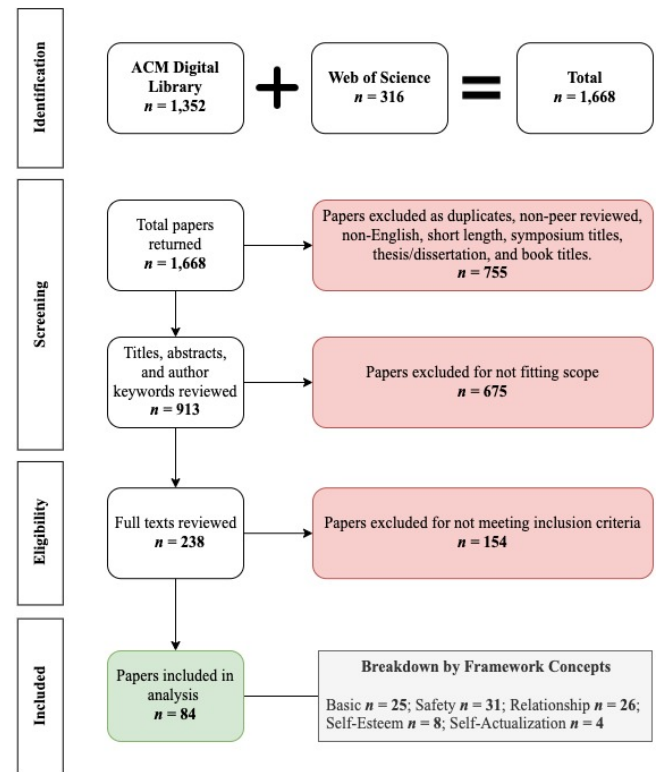 Identification
ACM Digital
Library
n = 1,352
Web of Science
n = 316
Total
n = 1,668
Screening
Total papers
returned
n = 1,668
Papers excluded as duplicates, non-peer reviewed,
non-English, short length, symposium titles,
thesis/dissertation, and book titles.
n = 755
Titles, abstracts,
and author
keywords reviewed
n = 913
Papers excluded for not fitting scope
n = 675
Eligibility
Full texts reviewed
n = 238
Papers excluded for not meeting inclusion criteria
n = 154
Included
Papers included in
analysis
n = 84
Breakdown by Framework Concepts
Basic n = 25; Safety n = 31; Relationship n = 26;
Self-Esteem n = 8; Self-Actualization n = 4